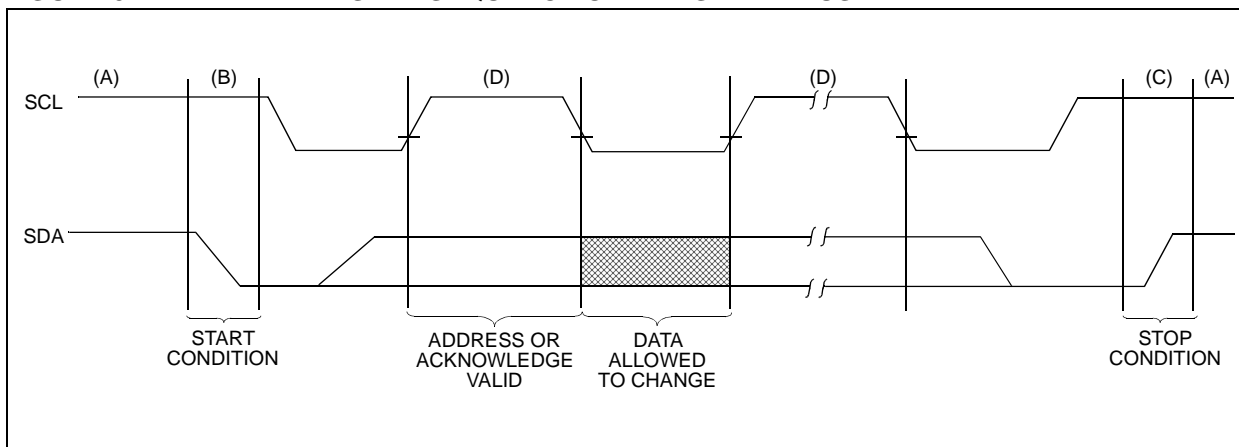 (A) (B) (D) (D) (C) (A)
SCL
SDA
START
CONDITION
ADDRESS OR
ACKNOWLEDGE
VALID
DATA
ALLOWED
TO CHANGE
STOP
CONDITION